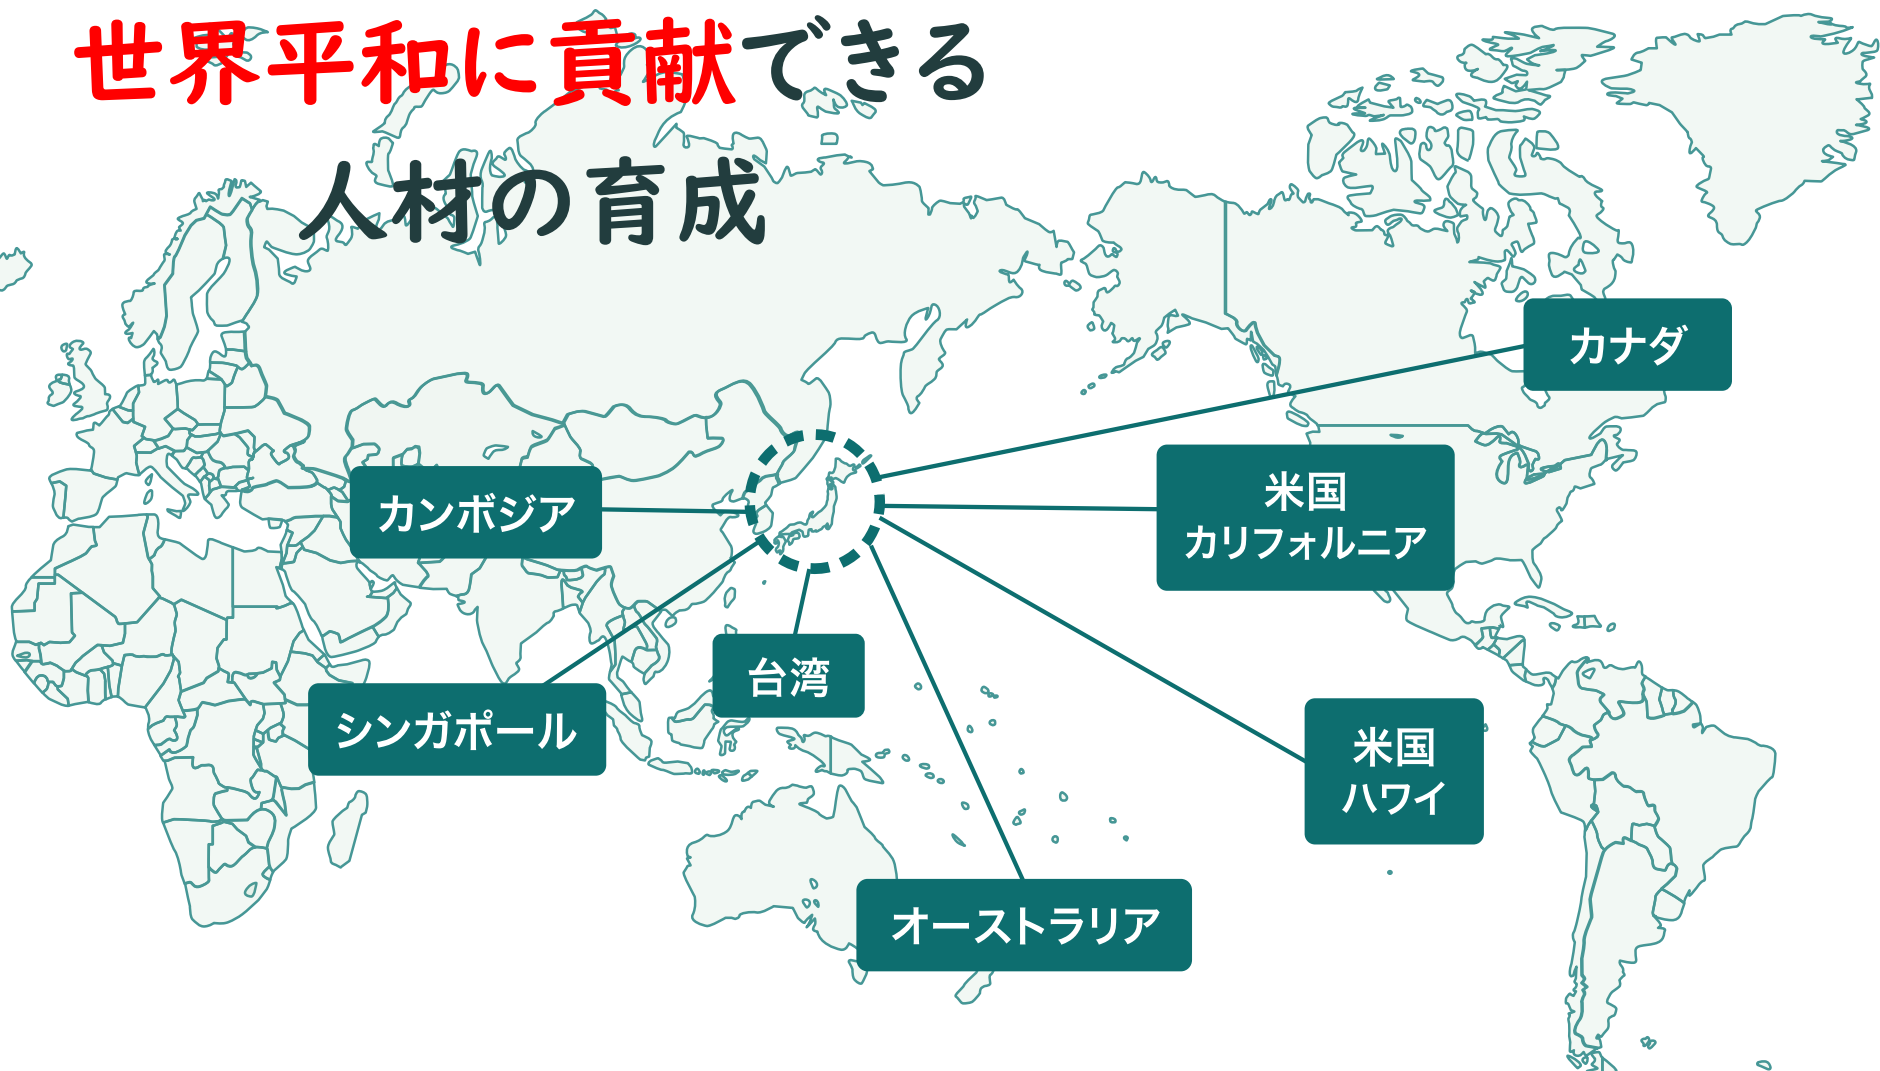 世界平和に貢献できる
人材の育成
カナダ
米国
カリフォルニア
カンボジア
台湾
シンガポール
米国
ハワイ
オーストラリア